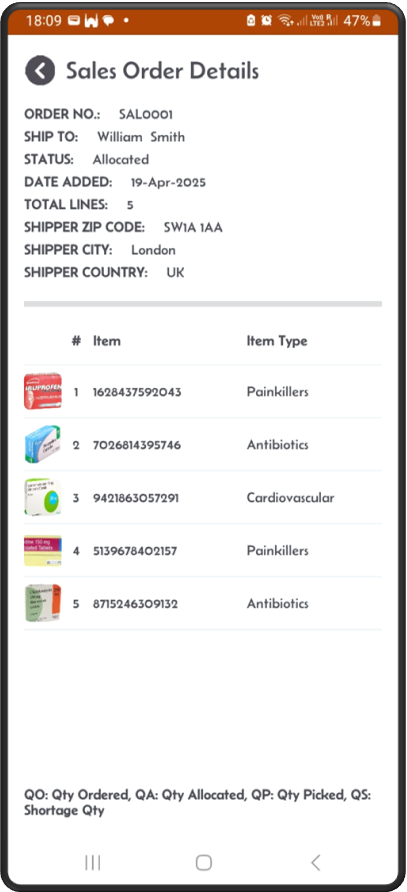 18:09 47%
Sales Order Details
ORDER NO.: SAL0001
SHIP TO: William Smith
STATUS: Allocated
DATE ADDED: 19-Apr-2025
TOTAL LINES: 5
SHIPPER ZIP CODE: SW1A 1AA
SHIPPER CITY: London
SHIPPER COUNTRY: UK
# Item Item Type
IBUPROFEN
1 1628437592043 Painkillers
2 7026814395746 Antibiotics
3 9421863057291 Cardiovascular
4 5139678402157 Painkillers
5 8715246309132 Antibiotics
QO: Qty Ordered, QA: Qty Allocated, QP: Qty Picked, QS:
Shortage Qty